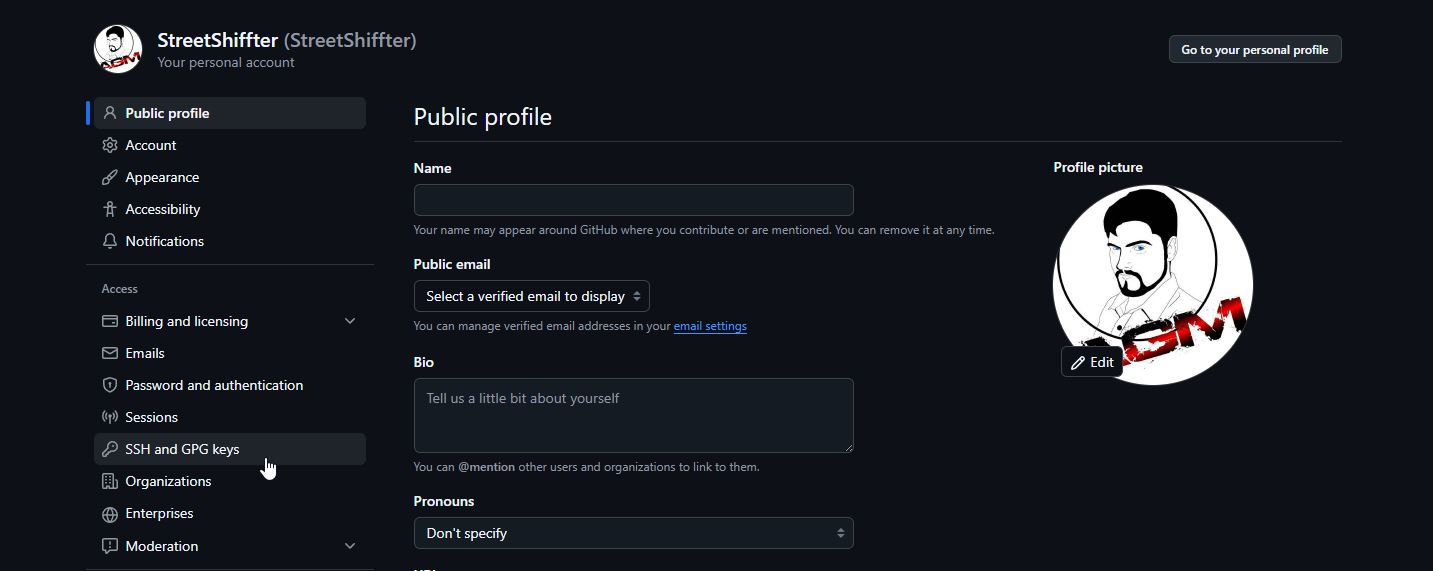 StreetShiffter (StreetShiffter)
Your personal account
Go to your personal profile
Public profile
Account
Appearance
Accessibility
Notifications
Access
Billing and licensing
Emails
Password and authentication
Sessions
SSH and GPG keys
Organizations
Enterprises
Moderation
Public profile
Name
Your name may appear around GitHub where you contribute or are mentioned. You can remove it at any time.
Public email
Select a verified email to display
You can manage verified email addresses in your email settings
Bio
Tell us a little bit about yourself
You can @mention other users and organizations to link to them.
Pronouns
Don't specify
Profile picture
Edit